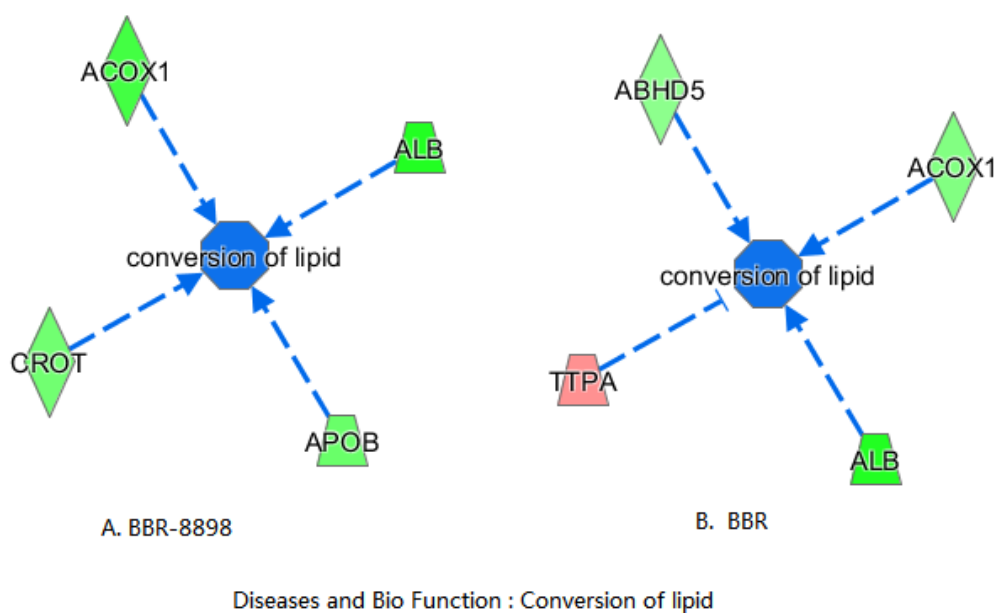 ACOX1
ALB
conversion of lipid
CROT
APOB
A. BBR-8898
ABHD5
ACOX1
conversion of lipid
TTPA
ALB
B. BBR
Diseases and Bio Function : Conversion of lipid